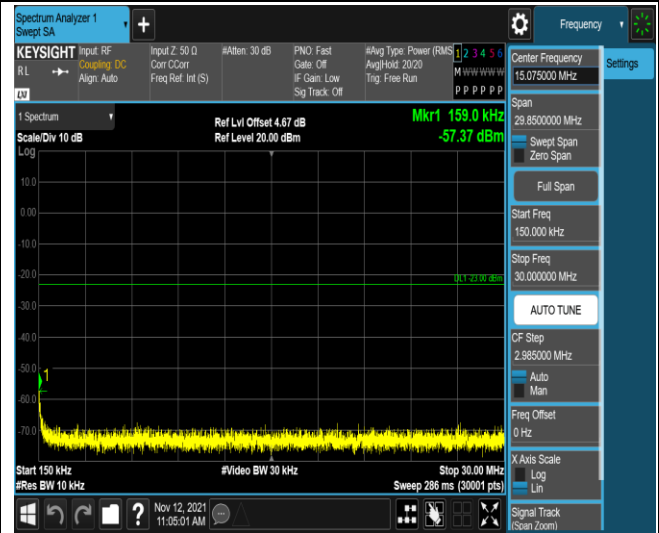 Spectrum Analyzer 1
Swept SA
+
Frequency
KEYSIGHT
RL
LXI
Input: RF
Coupling: DC
Align: Auto
Input Z: 50 Ω
Corr CCorr
Freq Ref: Int (S)
#Atten: 30 dB
PNO: Fast
Gate: Off
IF Gain: Low
Sig Track: Off
#Avg Type: Power (RMS
Avg|Hold: 20/20
Trig: Free Run
1 2 3 4 5 6
M W W W W W
P P P P P P
1 Spectrum
Scale/Div 10 dB
Log
Ref Lvl Offset 4.67 dB
Ref Level 20.00 dBm
Mkr1 159.0 kHz
-57.37 dBm
10.0
0.00
-10.0
-20.0
DL1 -23.00 dBm
-30.0
-40.0
-50.0
1
-60.0
-70.0
Start 150 kHz
#Video BW 30 kHz
Stop 30.00 MHz
#Res BW 10 kHz
Sweep 286 ms (30001 pts)
?
Nov 12, 2021
11:05:01 AM
Center Frequency
15.075000 MHz
Settings
Span
29.8500000 MHz
Swept Span
Zero Span
Full Span
Start Freq
150.000 kHz
Stop Freq
30.000000 MHz
AUTO TUNE
CF Step
2.985000 MHz
Auto
Man
Freq Offset
0 Hz
X Axis Scale
Log
Lin
Signal Track
(Span Zoom)